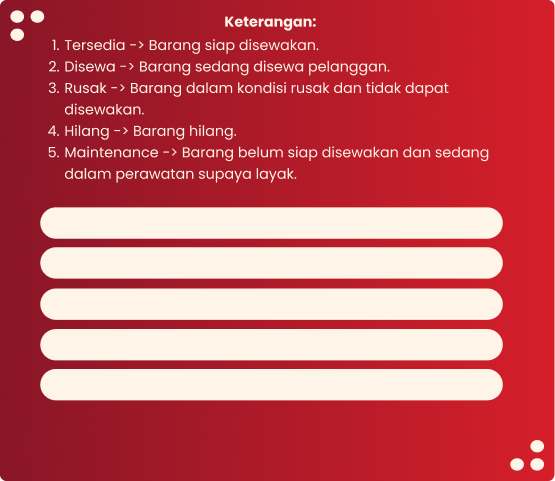 Keterangan:
1. Tersedia -> Barang siap disewakan.
2. Disewa -> Barang sedang disewa pelanggan.
3. Rusak -> Barang dalam kondisi rusak dan tidak dapat
disewakan.
4. Hilang -> Barang hilang.
5. Maintenance -> Barang belum siap disewakan dan sedang
dalam perawatan supaya layak.